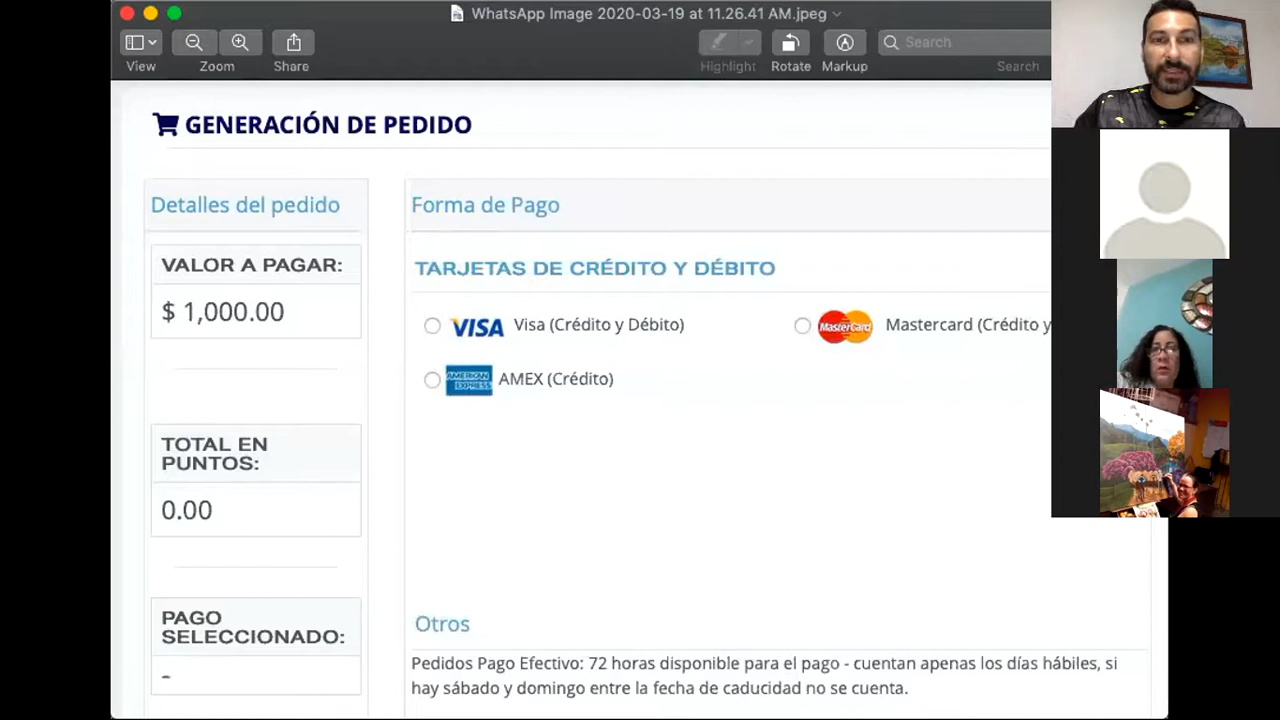 WhatsApp Image 2020-03-19 at 11.26.41 AM.jpeg
View
Zoom
Share
Highlight
Rotate
Markup
Search
Search
GENERACIÓN DE PEDIDO
Detalles del pedido
VALOR A PAGAR:
$ 1,000.00
TOTAL EN
PUNTOS:
0.00
PAGO
SELECCIONADO:
-
Forma de Pago
TARJETAS DE CRÉDITO Y DÉBITO
VISA Visa (Crédito y Débito)
MasterCard Mastercard (Crédito y
AMERICAN EXPRESS AMEX (Crédito)
Otros
Pedidos Pago Efectivo: 72 horas disponible para el pago - cuentan apenas los días hábiles, si
hay sábado y domingo entre la fecha de caducidad no se cuenta.